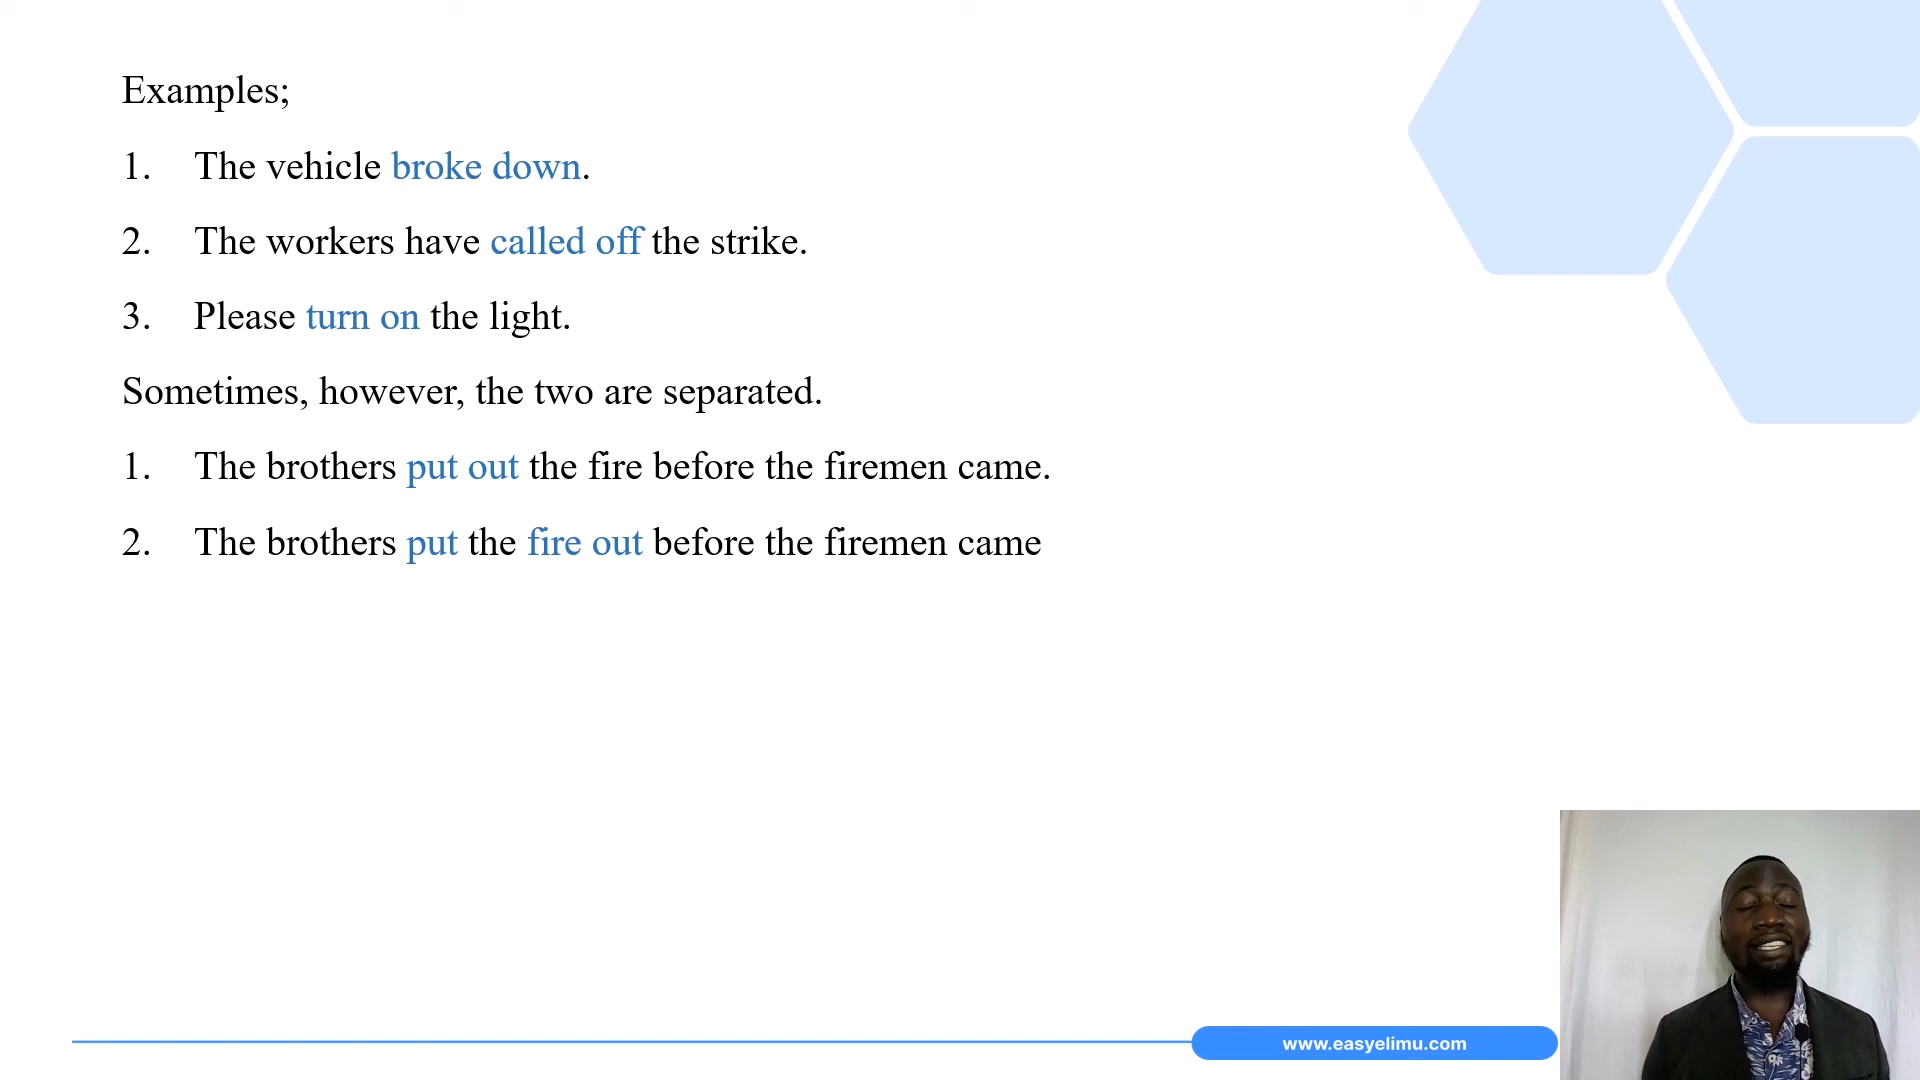 Examples;
1. The vehicle broke down.
2. The workers have called off the strike.
3. Please turn on the light.
Sometimes, however, the two are separated.
1. The brothers put out the fire before the firemen came.
2. The brothers put the fire out before the firemen came
www.easyelimu.com